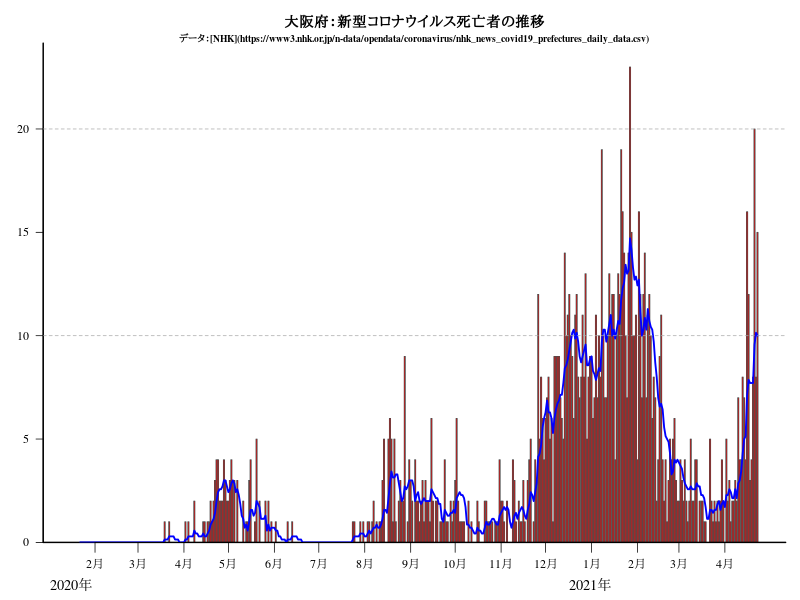 大阪府：新型コロナウイルス死亡者の推移
データ：[NHK](https://www3.nhk.or.jp/n-data/opendata/coronavirus/nhk_news_covid19_prefectures_daily_data.csv)
20
15
10
5
0
2月 3月 4月 5月 6月 7月 8月 9月 10月 11月 12月 1月 2月 3月 4月
2020年 2021年